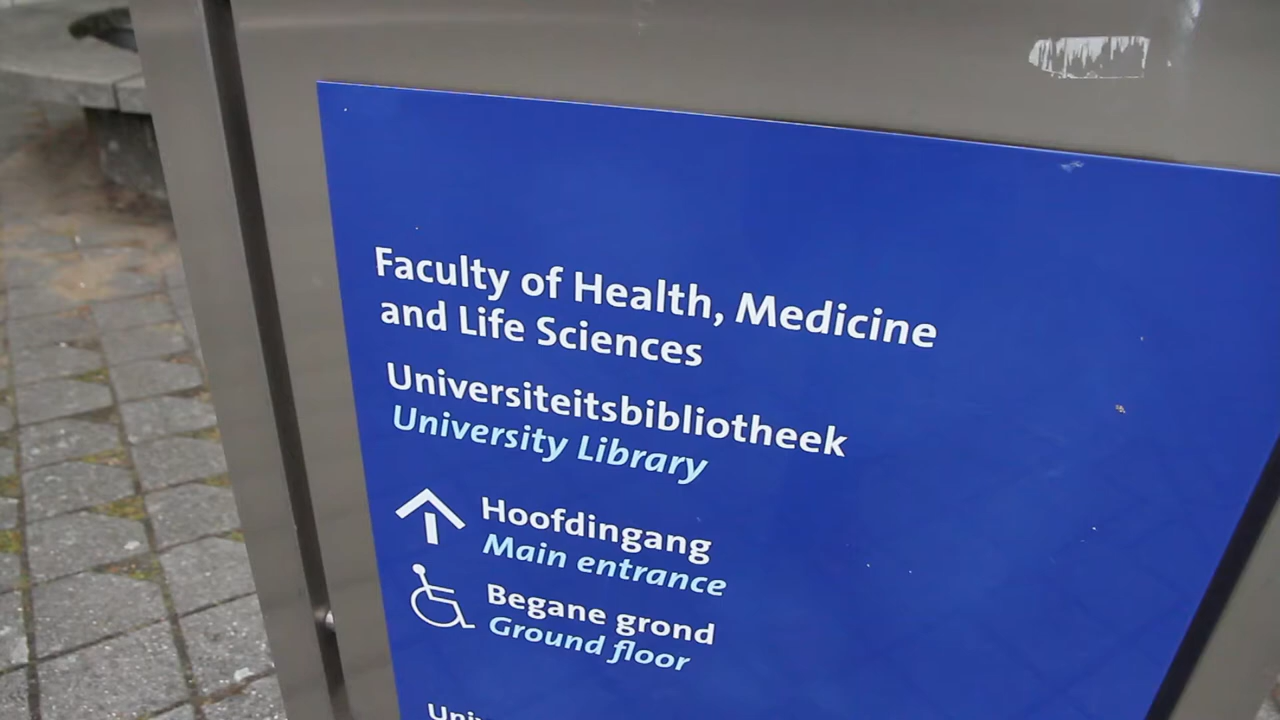 Faculty of Health, Medicine
and Life Sciences
Universiteitsbibliotheek
University Library
Hoofdingang
Main entrance
Begane grond
Ground floor